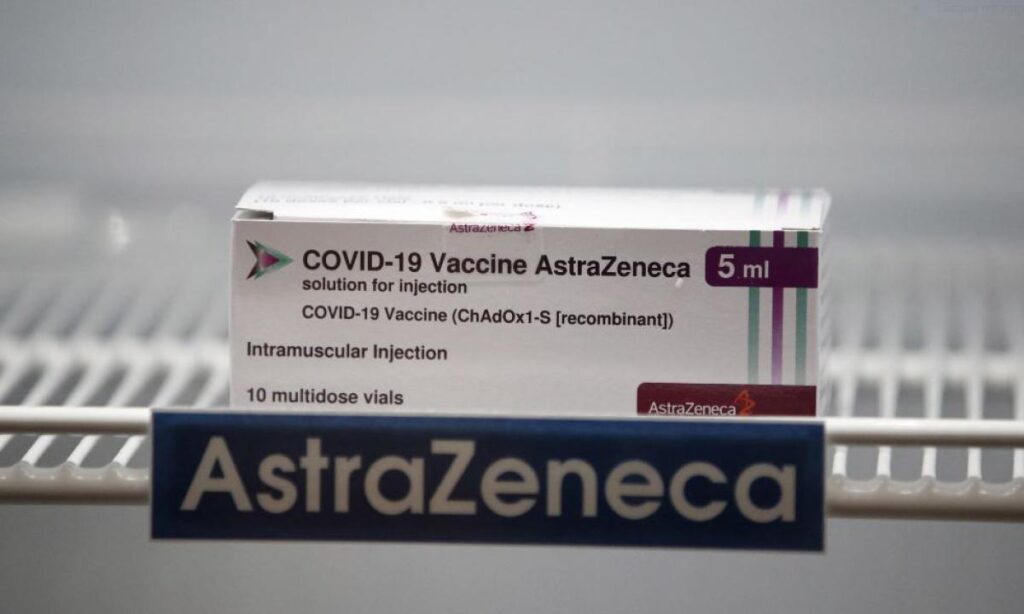 AstraZeneca
COVID-19 Vaccine AstraZeneca
5 ml
solution for injection
COVID-19 Vaccine (ChAdOx1-S [recombinant])
Intramuscular Injection
10 multidose vials
AstraZeneca
AstraZeneca